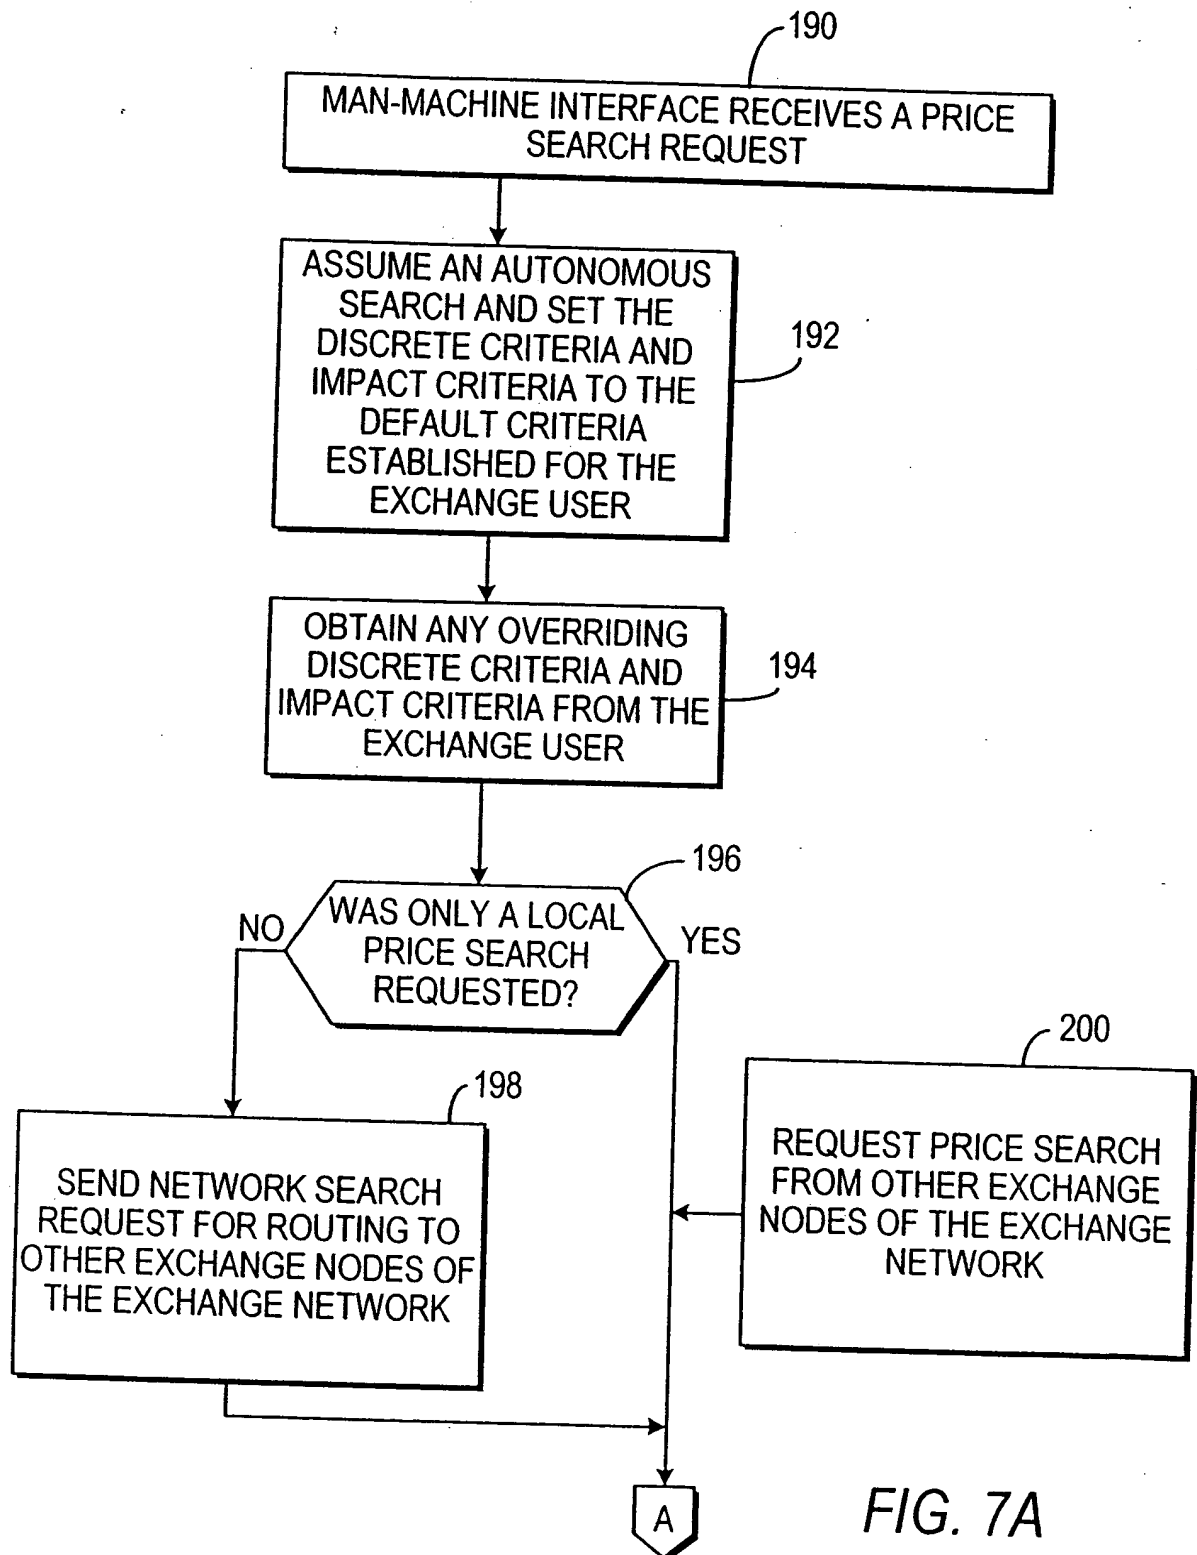 190
MAN-MACHINE INTERFACE RECEIVES A PRICE
SEARCH REQUEST
ASSUME AN AUTONOMOUS
SEARCH AND SET THE
DISCRETE CRITERIA AND
IMPACT CRITERIA TO THE
DEFAULT CRITERIA
ESTABLISHED FOR THE
EXCHANGE USER
192
OBTAIN ANY OVERRIDING
DISCRETE CRITERIA AND
IMPACT CRITERIA FROM THE
EXCHANGE USER
194
196
WAS ONLY A LOCAL
PRICE SEARCH
REQUESTED?
NO
YES
198
SEND NETWORK SEARCH
REQUEST FOR ROUTING TO
OTHER EXCHANGE NODES OF
THE EXCHANGE NETWORK
200
REQUEST PRICE SEARCH
FROM OTHER EXCHANGE
NODES OF THE EXCHANGE
NETWORK
A
FIG. 7A